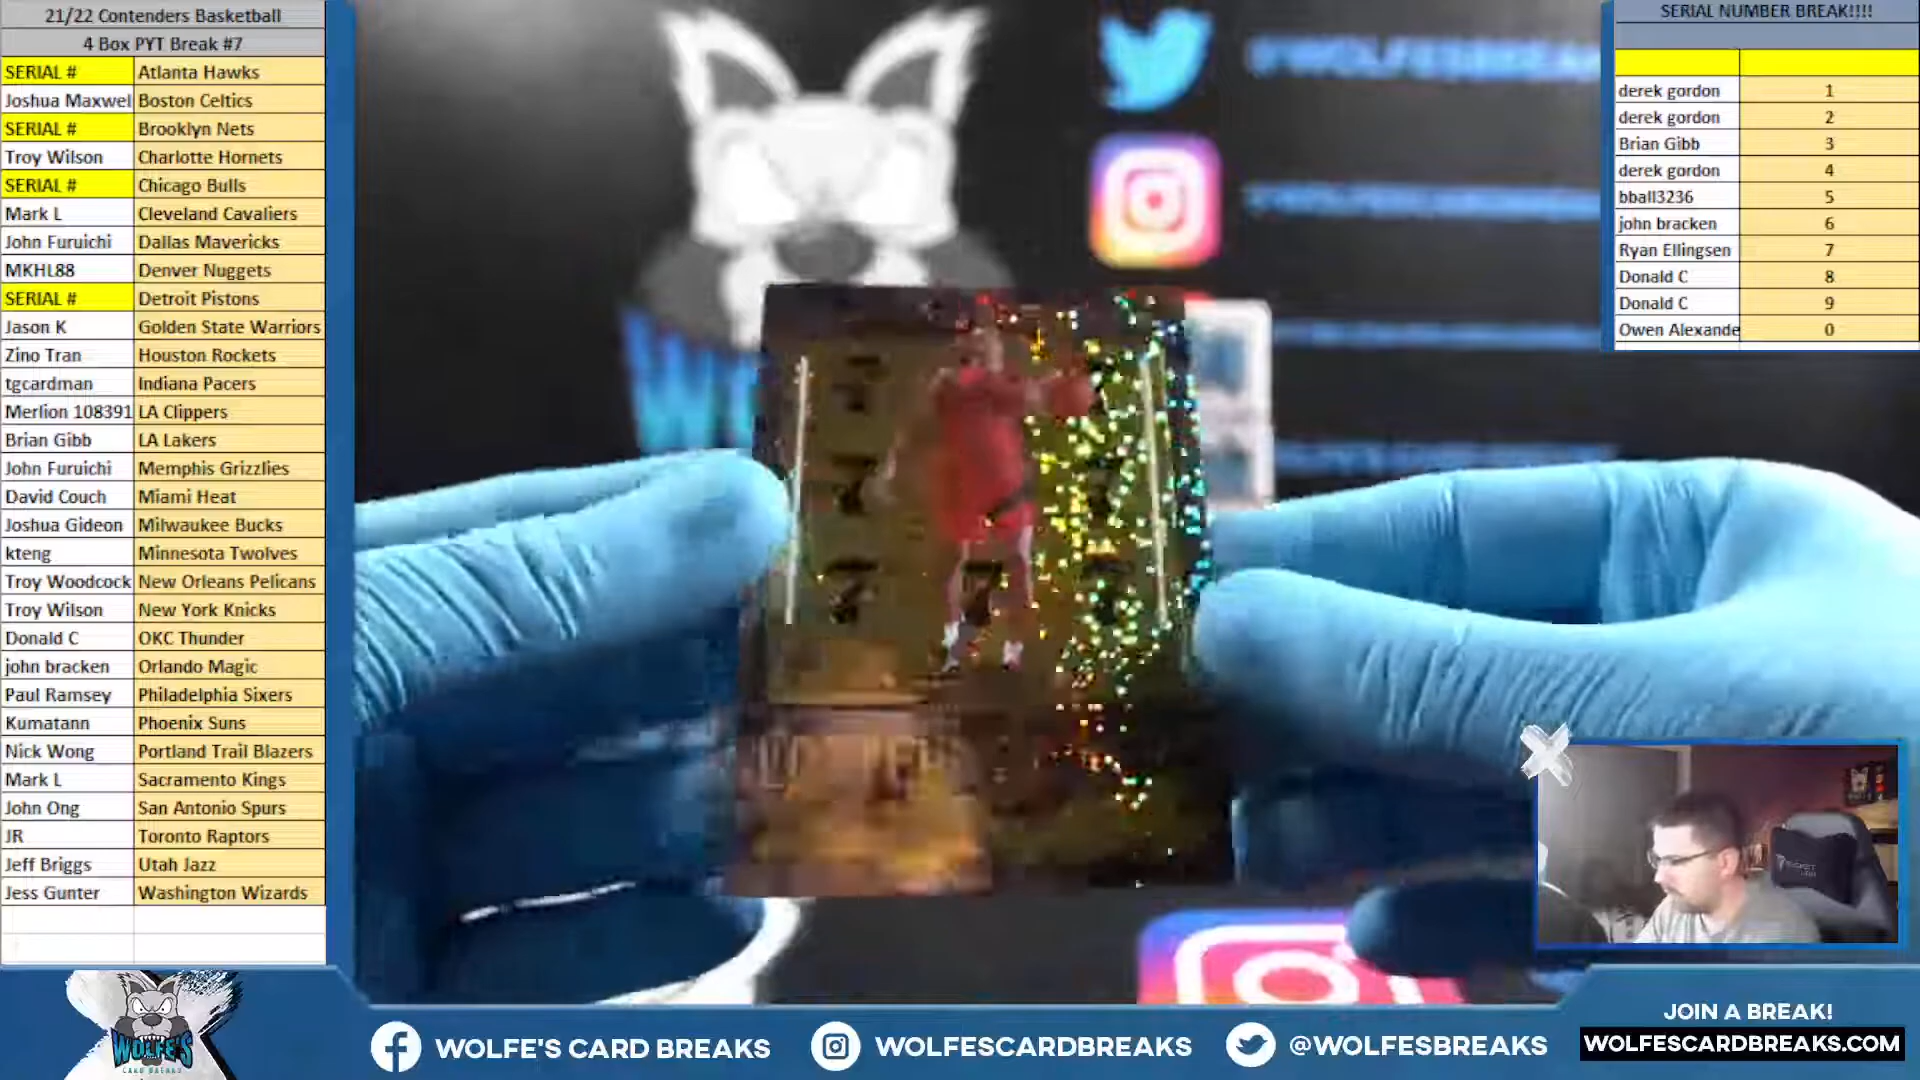 21/22 Contenders Basketball
4 Box PYT Break #7
SERIAL # Atlanta Hawks
Joshua Maxwel Boston Celtics
SERIAL # Brooklyn Nets
Troy Wilson Charlotte Hornets
SERIAL # Chicago Bulls
Mark L Cleveland Cavaliers
John Furuichi Dallas Mavericks
MKHL88 Denver Nuggets
SERIAL # Detroit Pistons
Jason K Golden State Warriors
Zino Tran Houston Rockets
tgcardman Indiana Pacers
Merlion 108391 LA Clippers
Brian Gibb LA Lakers
John Furuichi Memphis Grizzlies
David Couch Miami Heat
Joshua Gideon Milwaukee Bucks
kteng Minnesota Twolves
Troy Woodcock New Orleans Pelicans
Troy Wilson New York Knicks
Donald C OKC Thunder
john bracken Orlando Magic
Paul Ramsey Philadelphia Sixers
Kumatann Phoenix Suns
Nick Wong Portland Trail Blazers
Mark L Sacramento Kings
John Ong San Antonio Spurs
JR Toronto Raptors
Jeff Briggs Utah Jazz
Jess Gunter Washington Wizards
SERIAL NUMBER BREAK!!!!
derek gordon 1
derek gordon 2
Brian Gibb 3
derek gordon 4
bball3236 5
john bracken 6
Ryan Ellingsen 7
Donald C 8
Donald C 9
Owen Alexande 0
@WOLFESBREAKS
WOLFE'S
CARD BREAKS
WOLFE'S CARD BREAKS
WOLFESCARDBREAKS
@WOLFESBREAKS
JOIN A BREAK!
WOLFESCARDBREAKS.COM